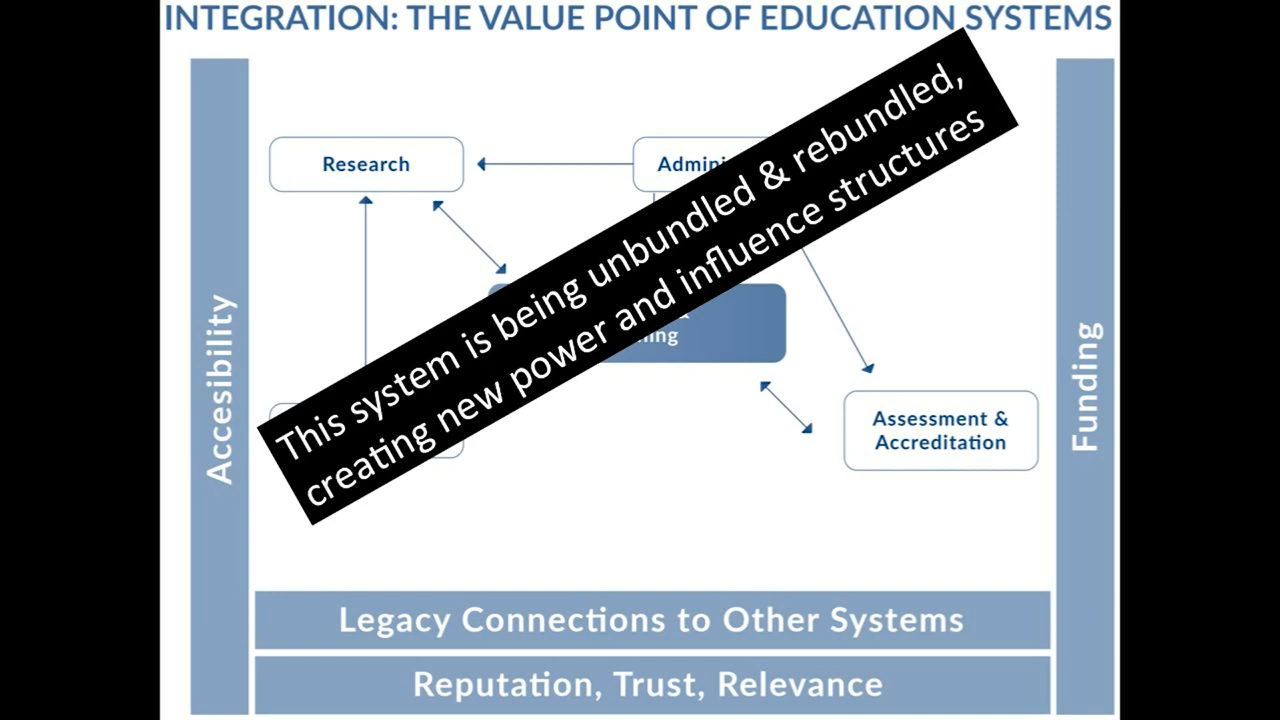 INTEGRATION: THE VALUE POINT OF EDUCATION SYSTEMS
Research
This system is being unbundled & rebundled,
creating new power and influence structures
Assessment &
Accreditation
Accesibility
Funding
Legacy Connections to Other Systems
Reputation, Trust, Relevance